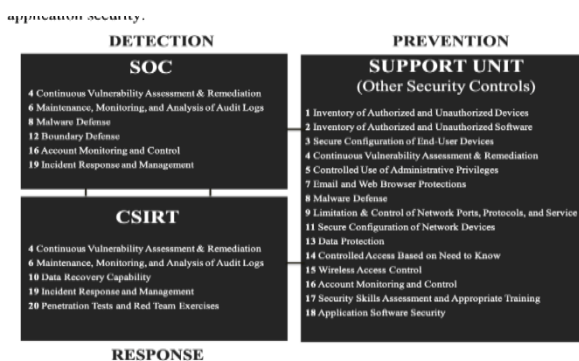 application security.
DETECTION
SOC
4 Continuous Vulnerability Assessment & Remediation
6 Maintenance, Monitoring, and Analysis of Audit Logs
8 Malware Defense
12 Boundary Defense
16 Account Monitoring and Control
19 Incident Response and Management
CSIRT
4 Continuous Vulnerability Assessment & Remediation
6 Maintenance, Monitoring, and Analysis of Audit Logs
10 Data Recovery Capability
19 Incident Response and Management
20 Penetration Tests and Red Team Exercises
RESPONSE
PREVENTION
SUPPORT UNIT
(Other Security Controls)
1 Inventory of Authorized and Unauthorized Devices
2 Inventory of Authorized and Unauthorized Software
3 Secure Configuration of End-User Devices
4 Continuous Vulnerability Assessment & Remediation
5 Controlled Use of Administrative Privileges
7 Email and Web Browser Protections
8 Malware Defense
9 Limitation & Control of Network Ports, Protocols, and Service
11 Secure Configuration of Network Devices
13 Data Protection
14 Controlled Access Based on Need to Know
15 Wireless Access Control
16 Account Monitoring and Control
17 Security Skills Assessment and Appropriate Training
18 Application Software Security